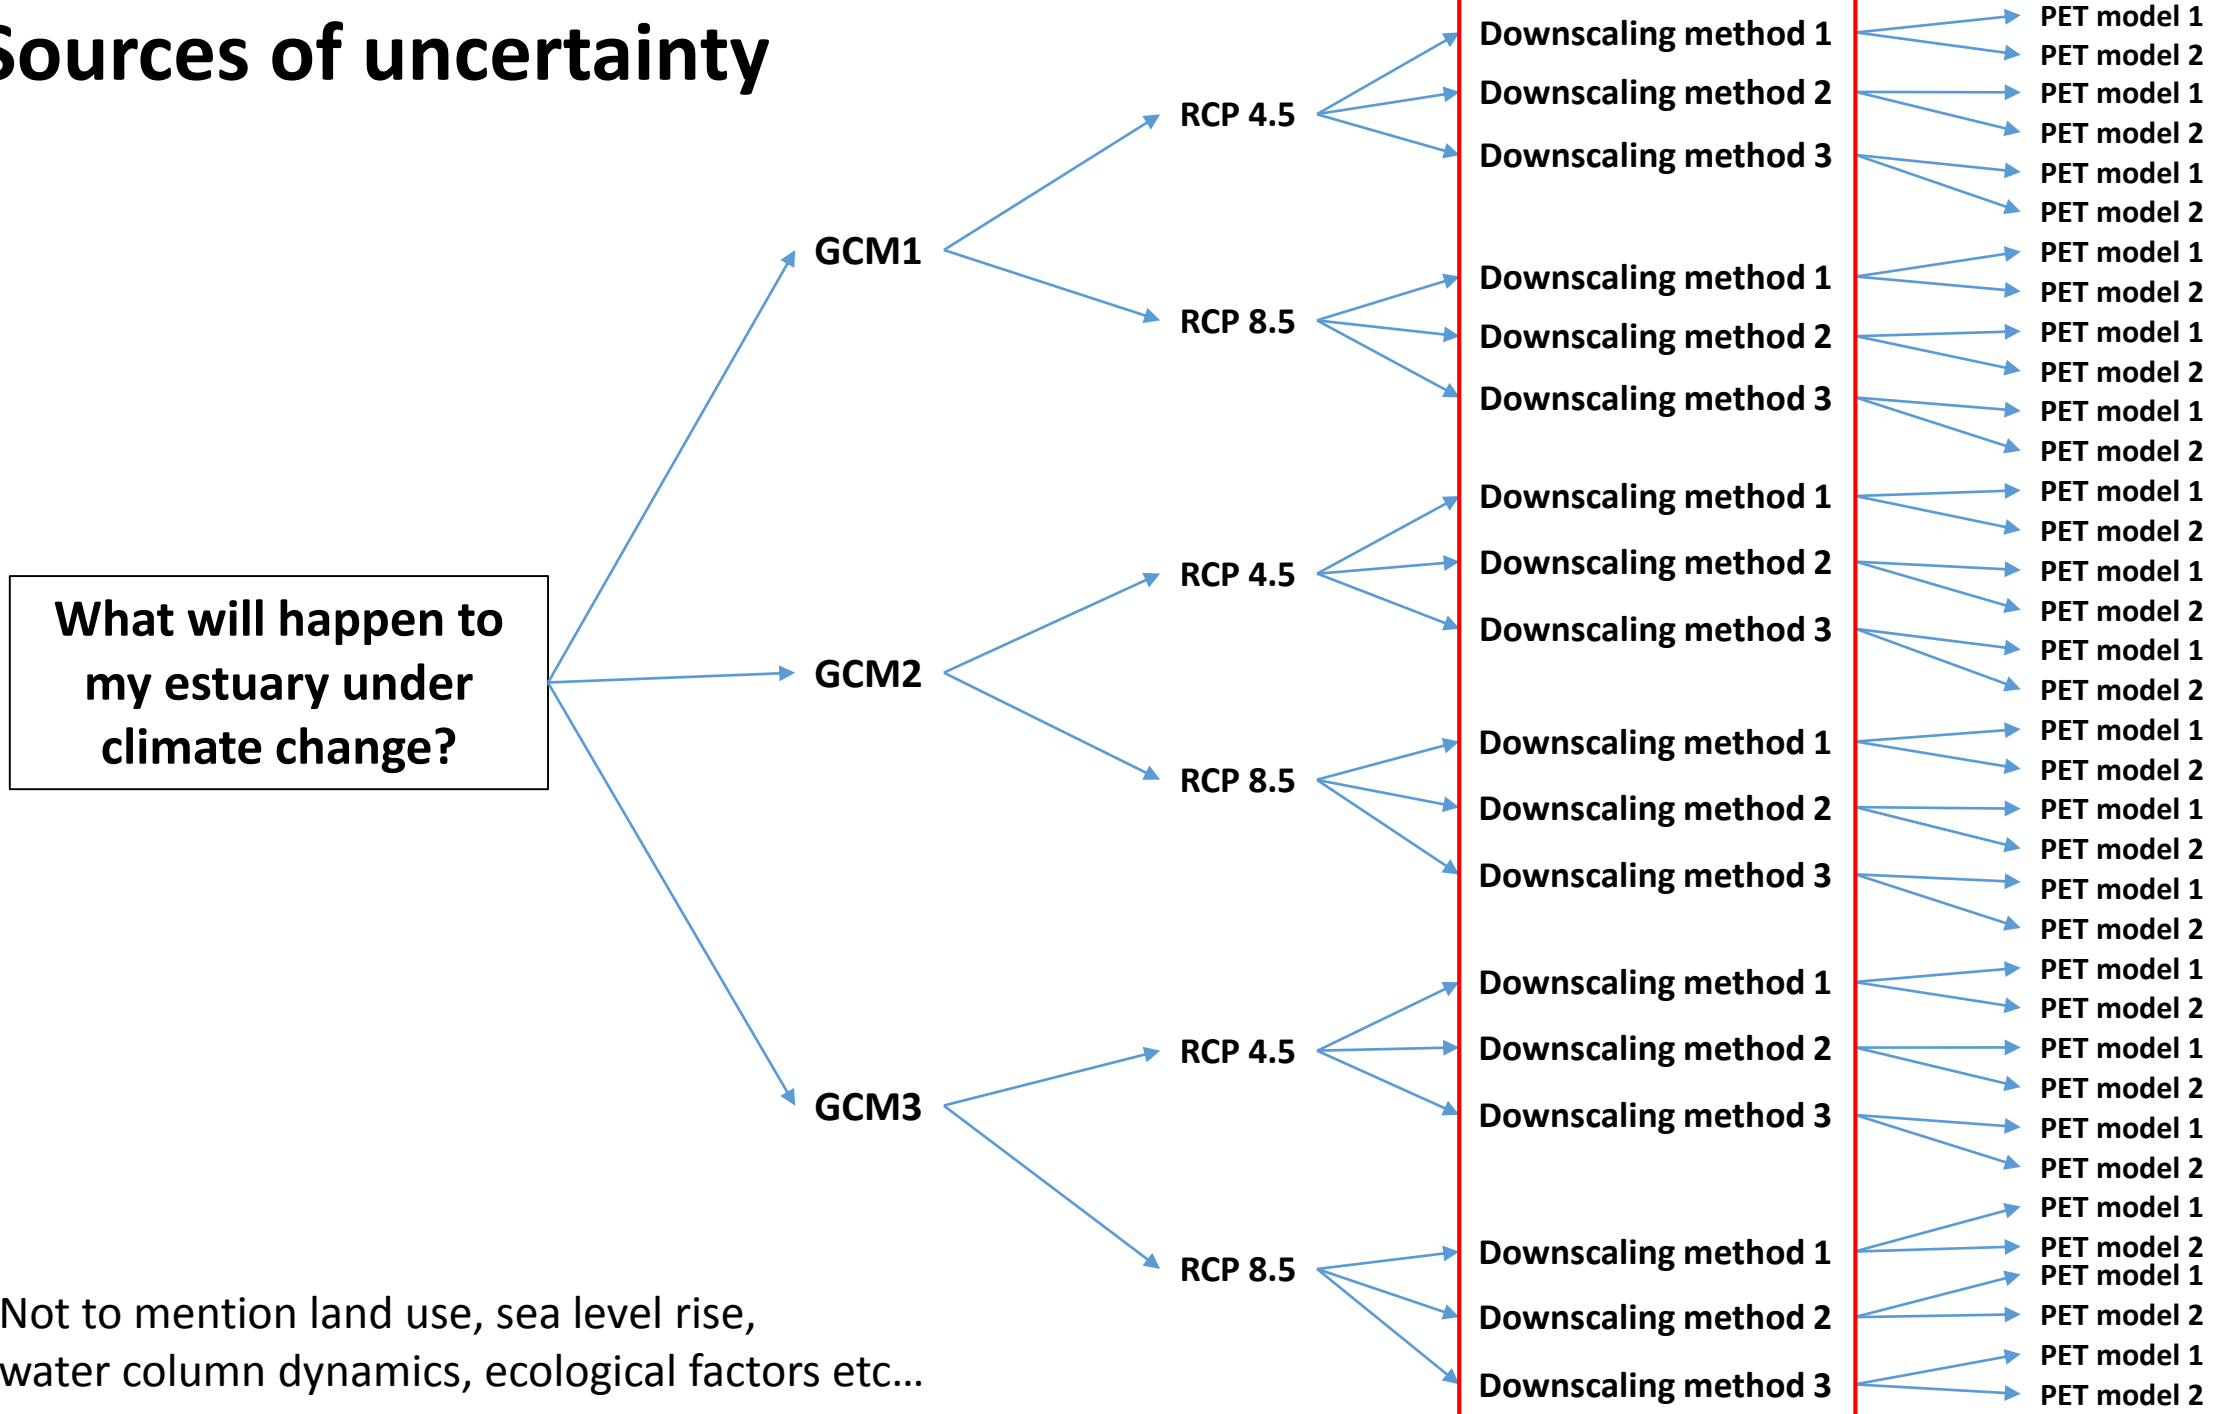 Sources of uncertainty
What will happen to
my estuary under
climate change?
GCM1
GCM2
GCM3
RCP 4.5
RCP 8.5
RCP 4.5
RCP 8.5
RCP 4.5
RCP 8.5
Downscaling method 1
Downscaling method 2
Downscaling method 3
Downscaling method 1
Downscaling method 2
Downscaling method 3
Downscaling method 1
Downscaling method 2
Downscaling method 3
Downscaling method 1
Downscaling method 2
Downscaling method 3
Downscaling method 1
Downscaling method 2
Downscaling method 3
Downscaling method 1
Downscaling method 2
Downscaling method 3
PET model 1
PET model 2
PET model 1
PET model 2
PET model 1
PET model 2
PET model 1
PET model 2
PET model 1
PET model 2
PET model 1
PET model 2
PET model 1
PET model 2
PET model 1
PET model 2
PET model 1
PET model 2
PET model 1
PET model 2
PET model 1
PET model 2
PET model 1
PET model 2
PET model 1
PET model 2
PET model 1
PET model 2
PET model 1
PET model 2
PET model 1
PET model 2
PET model 1
PET model 2
PET model 1
PET model 2
Not to mention land use, sea level rise,
water column dynamics, ecological factors etc…